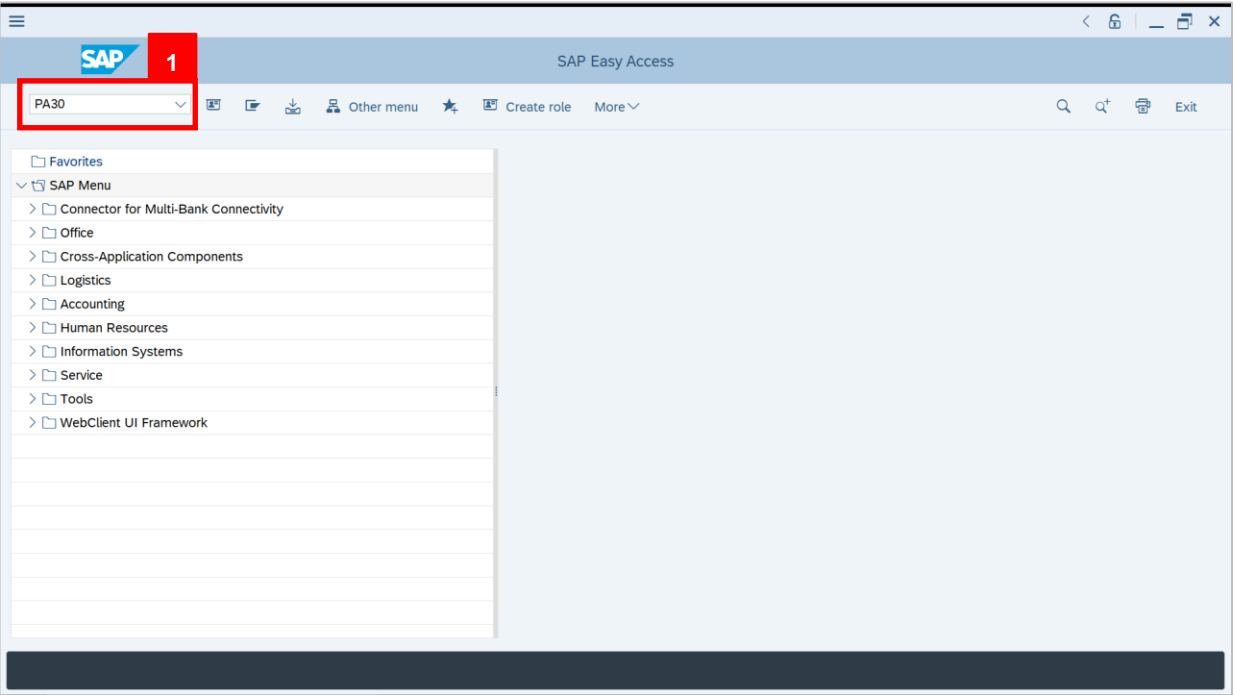 SAP
1
SAP Easy Access
PA30
Other menu
Create role
More
Exit
Favorites
SAP Menu
Connector for Multi-Bank Connectivity
Office
Cross-Application Components
Logistics
Accounting
Human Resources
Information Systems
Service
Tools
WebClient UI Framework